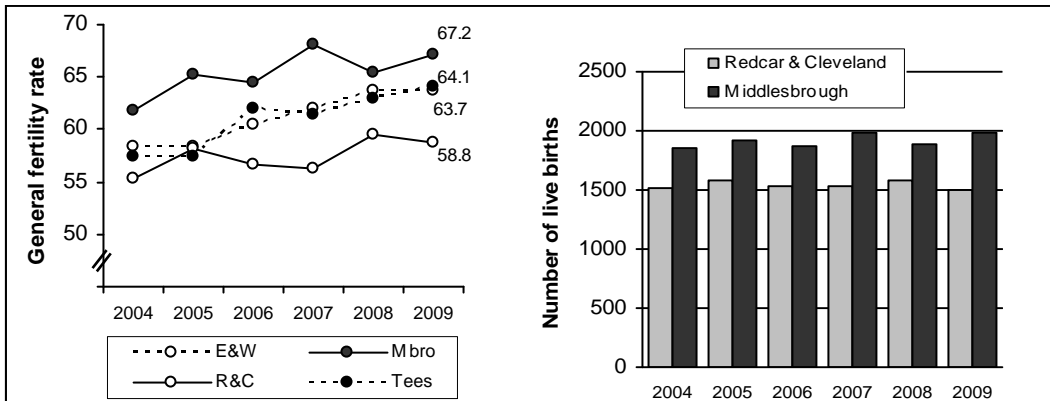 General fertility rate
70
65
60
55
50
67.2
64.1
63.7
58.8
2004 2005 2006 2007 2008 2009
E&W Mbro
R&C Tees
Number of live births
Redcar & Cleveland
Middlesbrough
2500
2000
1500
1000
500
0
2004 2005 2006 2007 2008 2009